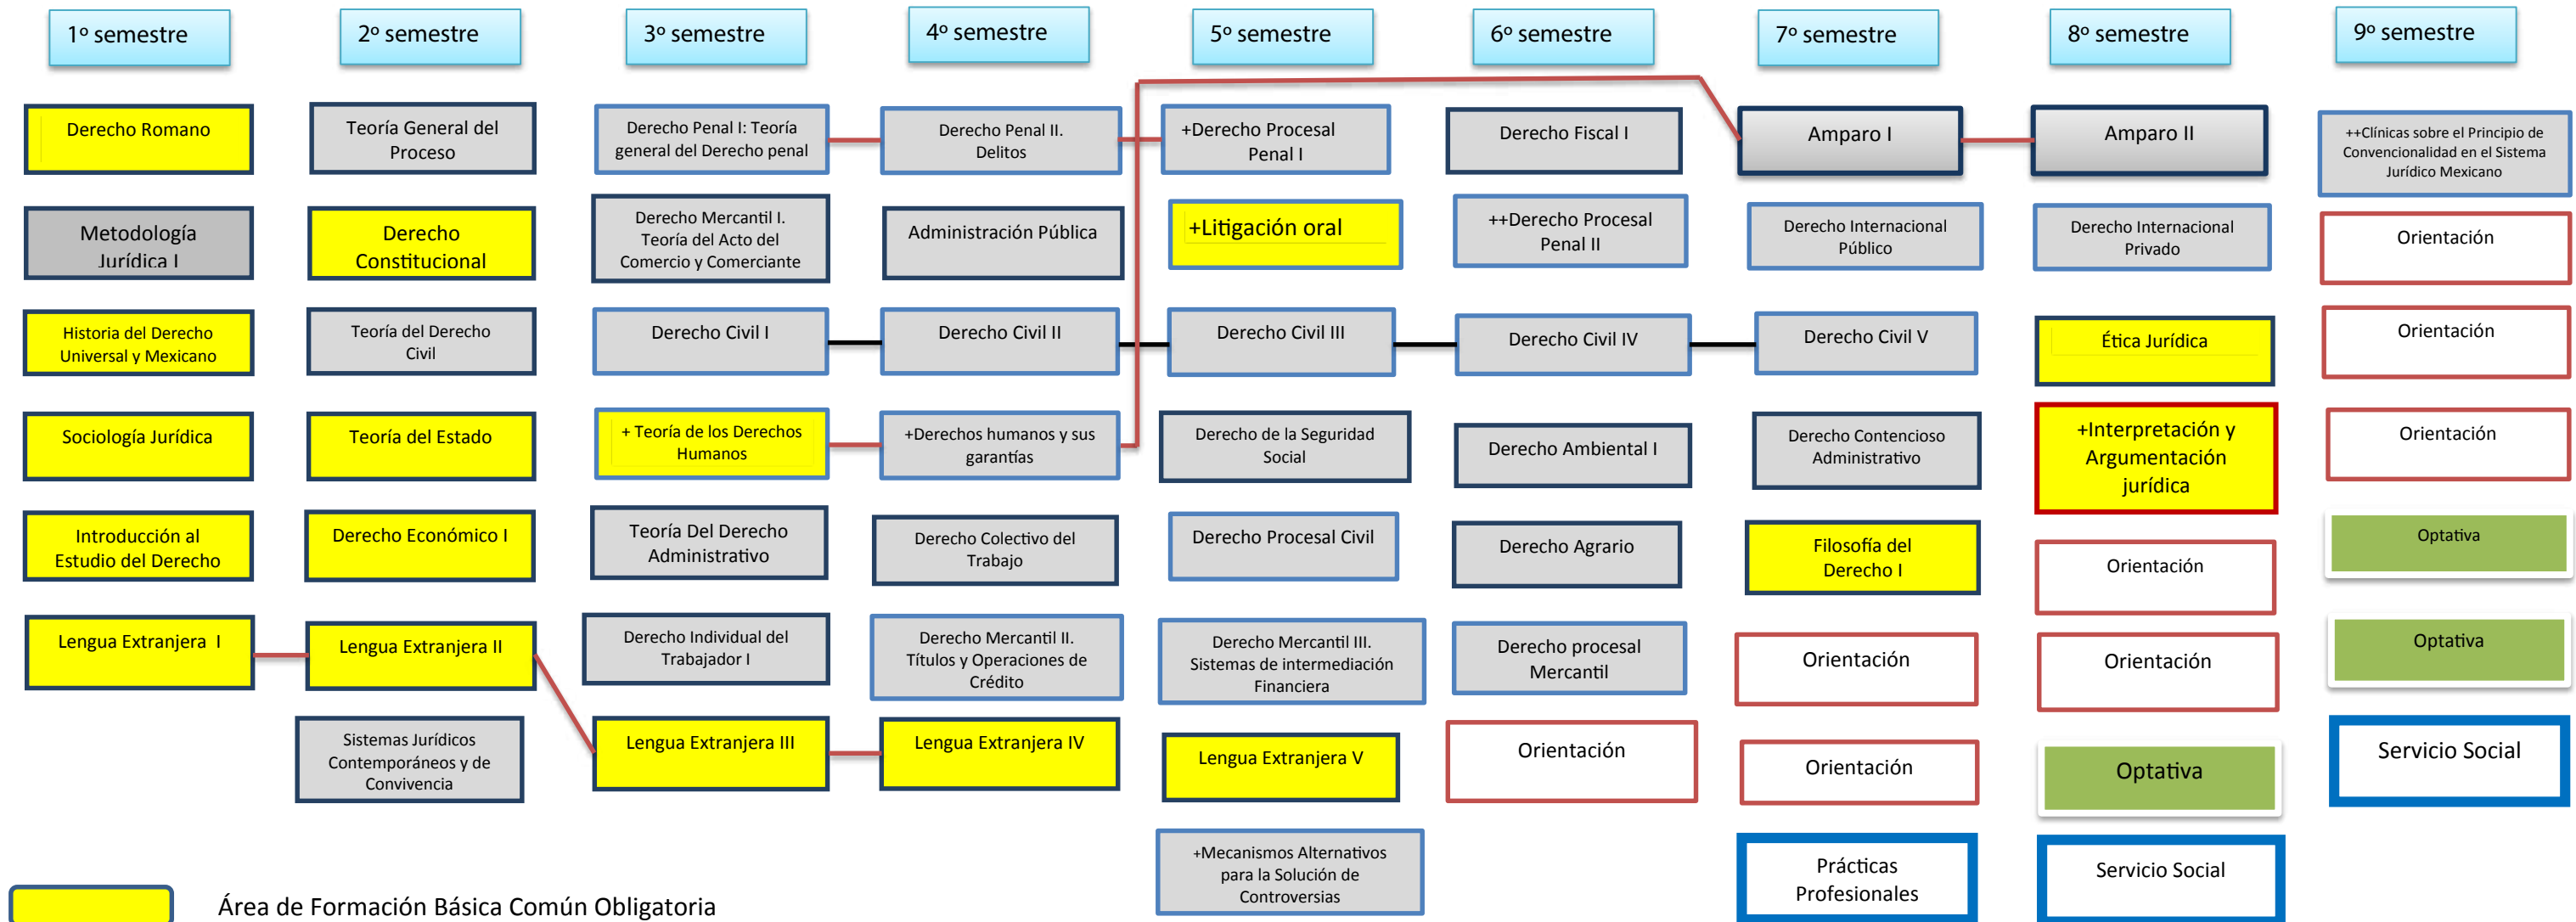 1º semestre
2º semestre
3º semestre
4º semestre
5º semestre
6º semestre
7º semestre
8º semestre
9º semestre
Derecho Romano
Metodología
Jurídica I
Historia del Derecho
Universal y Mexicano
Sociología Jurídica
Introducción al
Estudio del Derecho
Lengua Extranjera I
Teoría General del
Proceso
Derecho
Constitucional
Teoría del Derecho
Civil
Teoría del Estado
Derecho Económico I
Lengua Extranjera II
Sistemas Jurídicos
Contemporáneos y de
Convivencia
Derecho Penal I: Teoría
general del Derecho penal
Derecho Mercantil I.
Teoría del Acto del
Comercio y Comerciante
Derecho Civil I
+ Teoría de los Derechos
Humanos
Teoría Del Derecho
Administrativo
Derecho Individual del
Trabajador I
Lengua Extranjera III
Derecho Penal II.
Delitos
Administración Pública
Derecho Civil II
+Derechos humanos y sus
garantías
Derecho Colectivo del
Trabajo
Derecho Mercantil II.
Títulos y Operaciones de
Crédito
Lengua Extranjera IV
+Derecho Procesal
Penal I
+Litigación oral
Derecho Civil III
Derecho de la Seguridad
Social
Derecho Procesal Civil
Derecho Mercantil III.
Sistemas de intermediación
Financiera
Lengua Extranjera V
+Mecanismos Alternativos
para la Solución de
Controversias
Derecho Fiscal I
++Derecho Procesal
Penal II
Derecho Civil IV
Derecho Ambiental I
Derecho Agrario
Derecho procesal
Mercantil
Orientación
Amparo I
Derecho Internacional
Público
Derecho Civil V
Derecho Contencioso
Administrativo
Filosofía del
Derecho I
Orientación
Orientación
Prácticas
Profesionales
Amparo II
Derecho Internacional
Privado
Ética Jurídica
+Interpretación y
Argumentación
jurídica
Orientación
Orientación
Optativa
Servicio Social
++Clínicas sobre el Principio de
Convencionalidad en el Sistema
Jurídico Mexicano
Orientación
Orientación
Orientación
Optativa
Optativa
Servicio Social
Área de Formación Básica Común Obligatoria